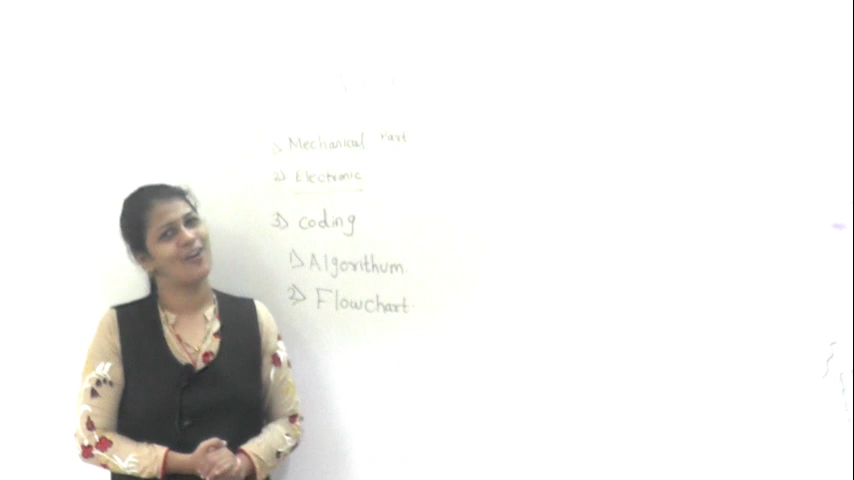 1) Mechanical Part
2) Electronic
3) coding
1) Algorithum
2) Flowchart